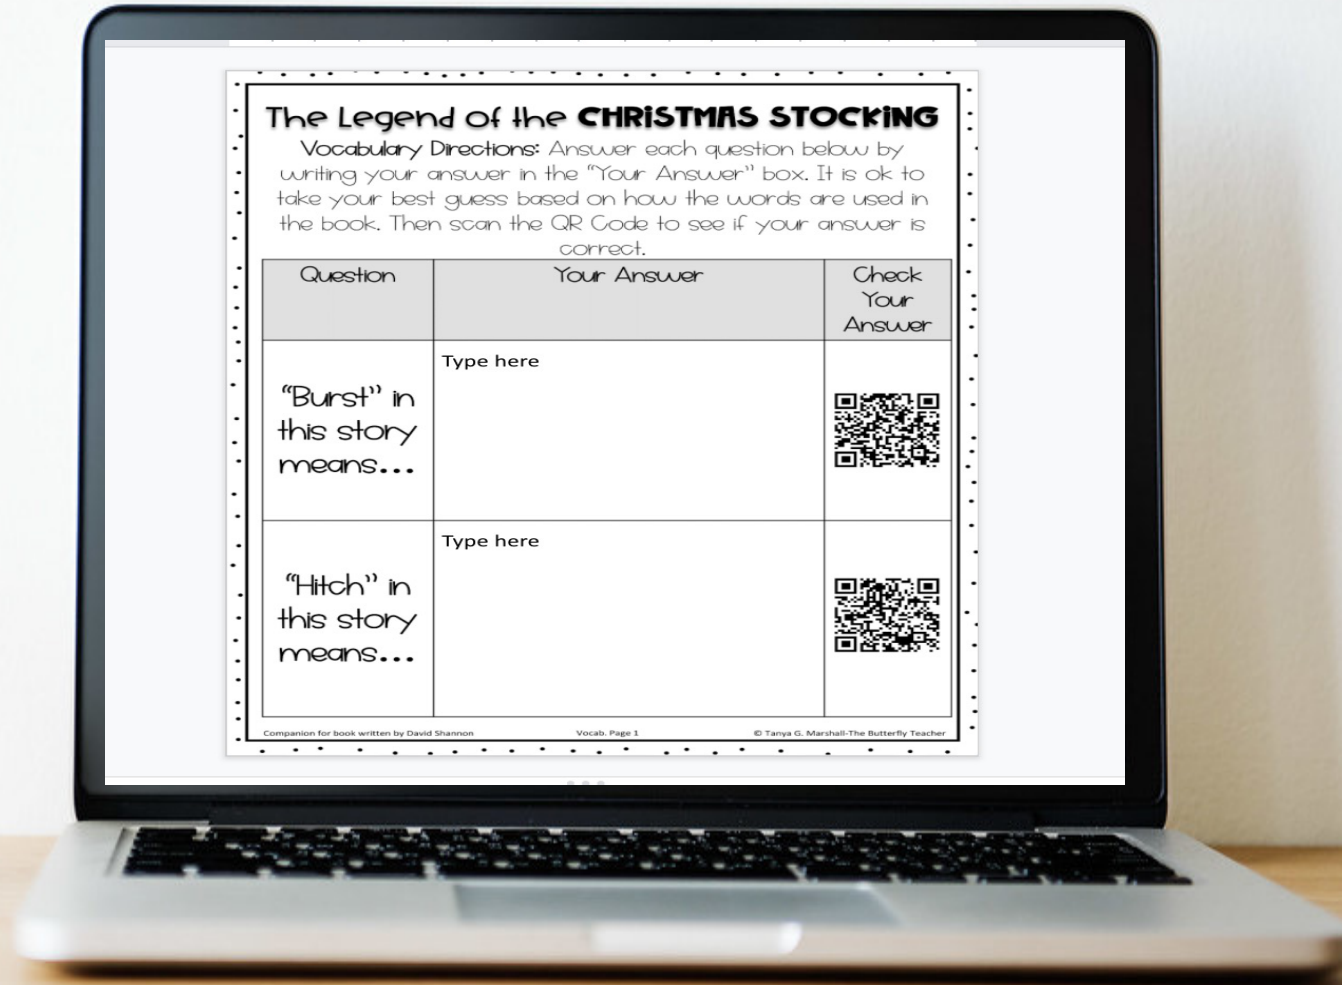 The Legend of the CHRISTMAS STOCKING
Vocabulary Directions: Answer each question below by
writing your answer in the "Your Answer" box. It is ok to
take your best guess based on how the words are used in
the book. Then scan the QR Code to see if your answer is
correct.
Question
Your Answer
Check
Your
Answer
"Burst" in
this story
means...
Type here
"Hitch" in
this story
means...
Type here
Companion for book written by David Shannon
Vocab. Page 1
© Tanya G. Marshall-The Butterfly Teacher